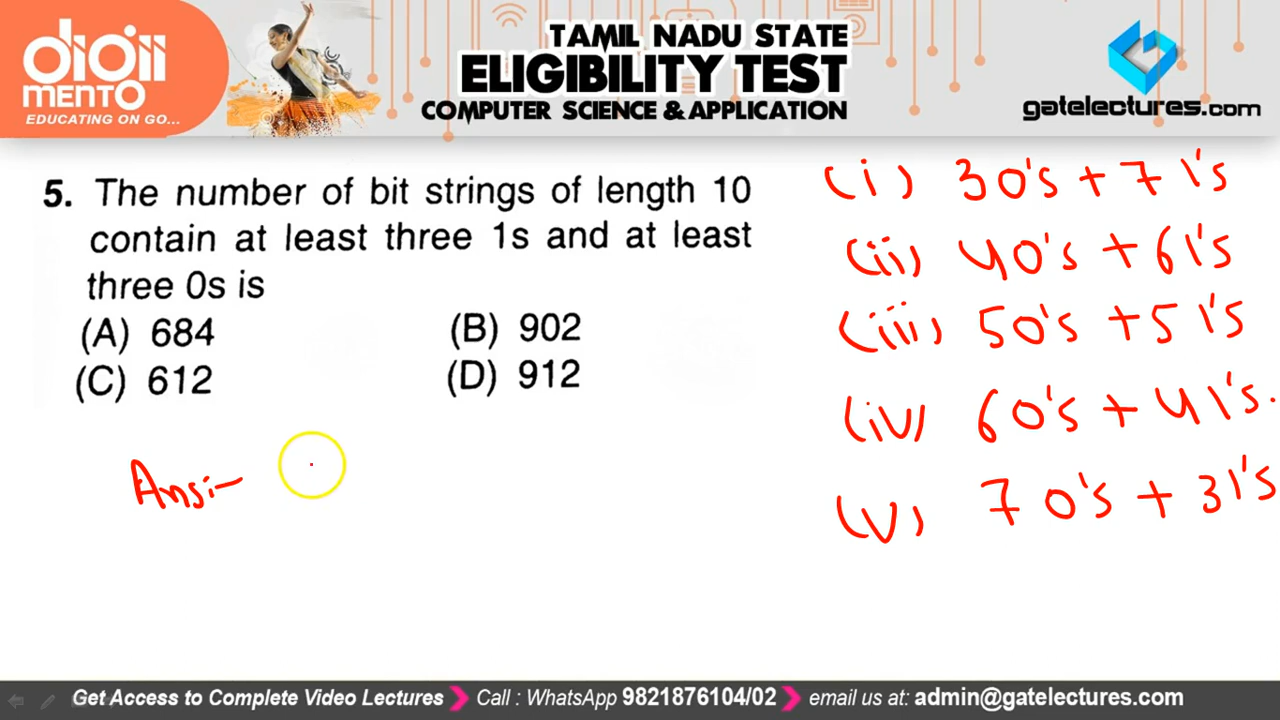 digii
MENTO
EDUCATING ON GO...
TAMIL NADU STATE
ELIGIBILITY TEST
COMPUTER SCIENCE & APPLICATION
gatelectures.com
5. The number of bit strings of length 10
contain at least three 1s and at least
three 0s is
(A) 684 (B) 902
(C) 612 (D) 912
Ans:-
(i) 3 0's + 7 1's
(ii) 4 0's + 6 1's
(iii) 5 0's + 5 1's
(iv) 6 0's + 4 1's.
(v) 7 0's + 3 1's
Get Access to Complete Video Lectures Call : WhatsApp 9821876104/02 email us at: admin@gatelectures.com